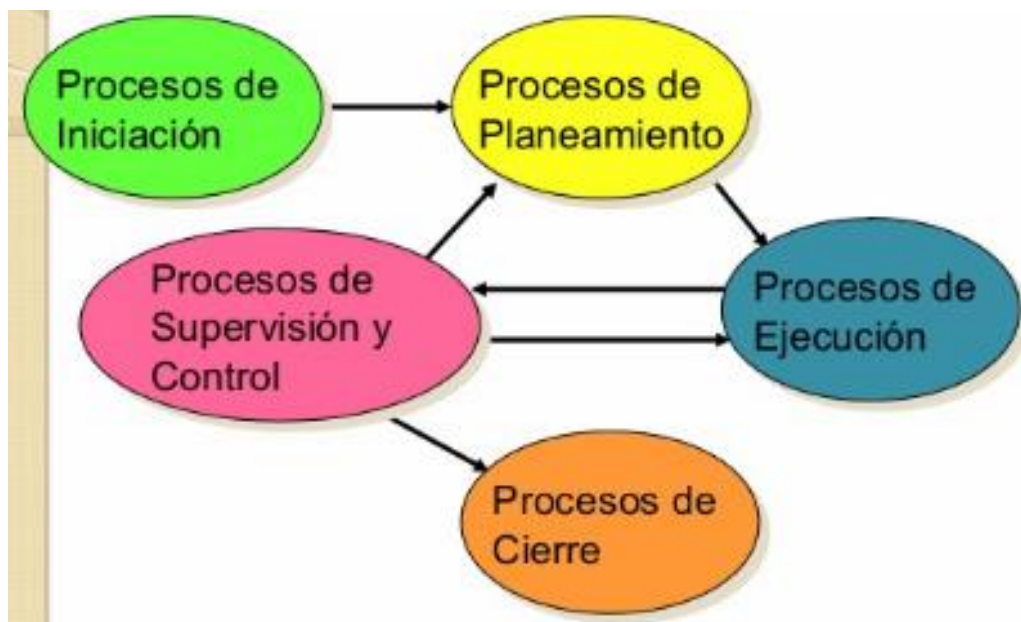 Procesos de
Iniciación
Procesos de
Planeamiento
Procesos de
Supervisión y
Control
Procesos de
Ejecución
Procesos de
Cierre